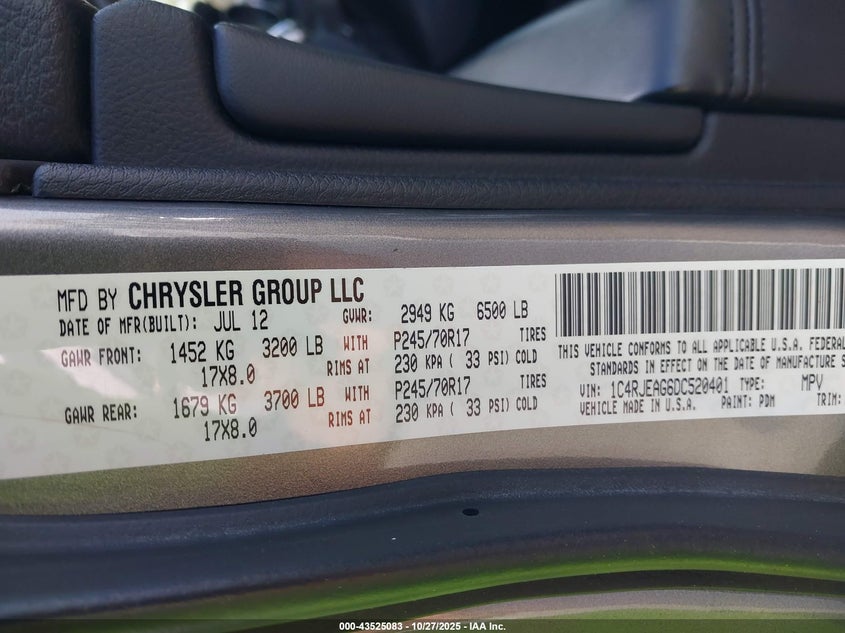 MFD BY CHRYSLER GROUP LLC
DATE OF MFR(BUILT): JUL 12 GVWR: 2949 KG 6500 LB
GAWR FRONT: 1452 KG 3200 LB WITH P245/70R17 TIRES
17X8.0 RIMS AT 230 KPA ( 33 PSI) COLD
GAWR REAR: 1679 KG 3700 LB WITH P245/70R17 TIRES
17X8.0 RIMS AT 230 KPA ( 33 PSI) COLD
THIS VEHICLE CONFORMS TO ALL APPLICABLE U.S.A. FEDERAL
STANDARDS IN EFFECT ON THE DATE OF MANUFACTURE S
VIN: 1C4RJEAG6DC520401 TYPE: MPV
VEHICLE MADE IN U.S.A. PAINT: PDM TRIM:
000-43525083 - 10/27/2025 - IAA Inc.